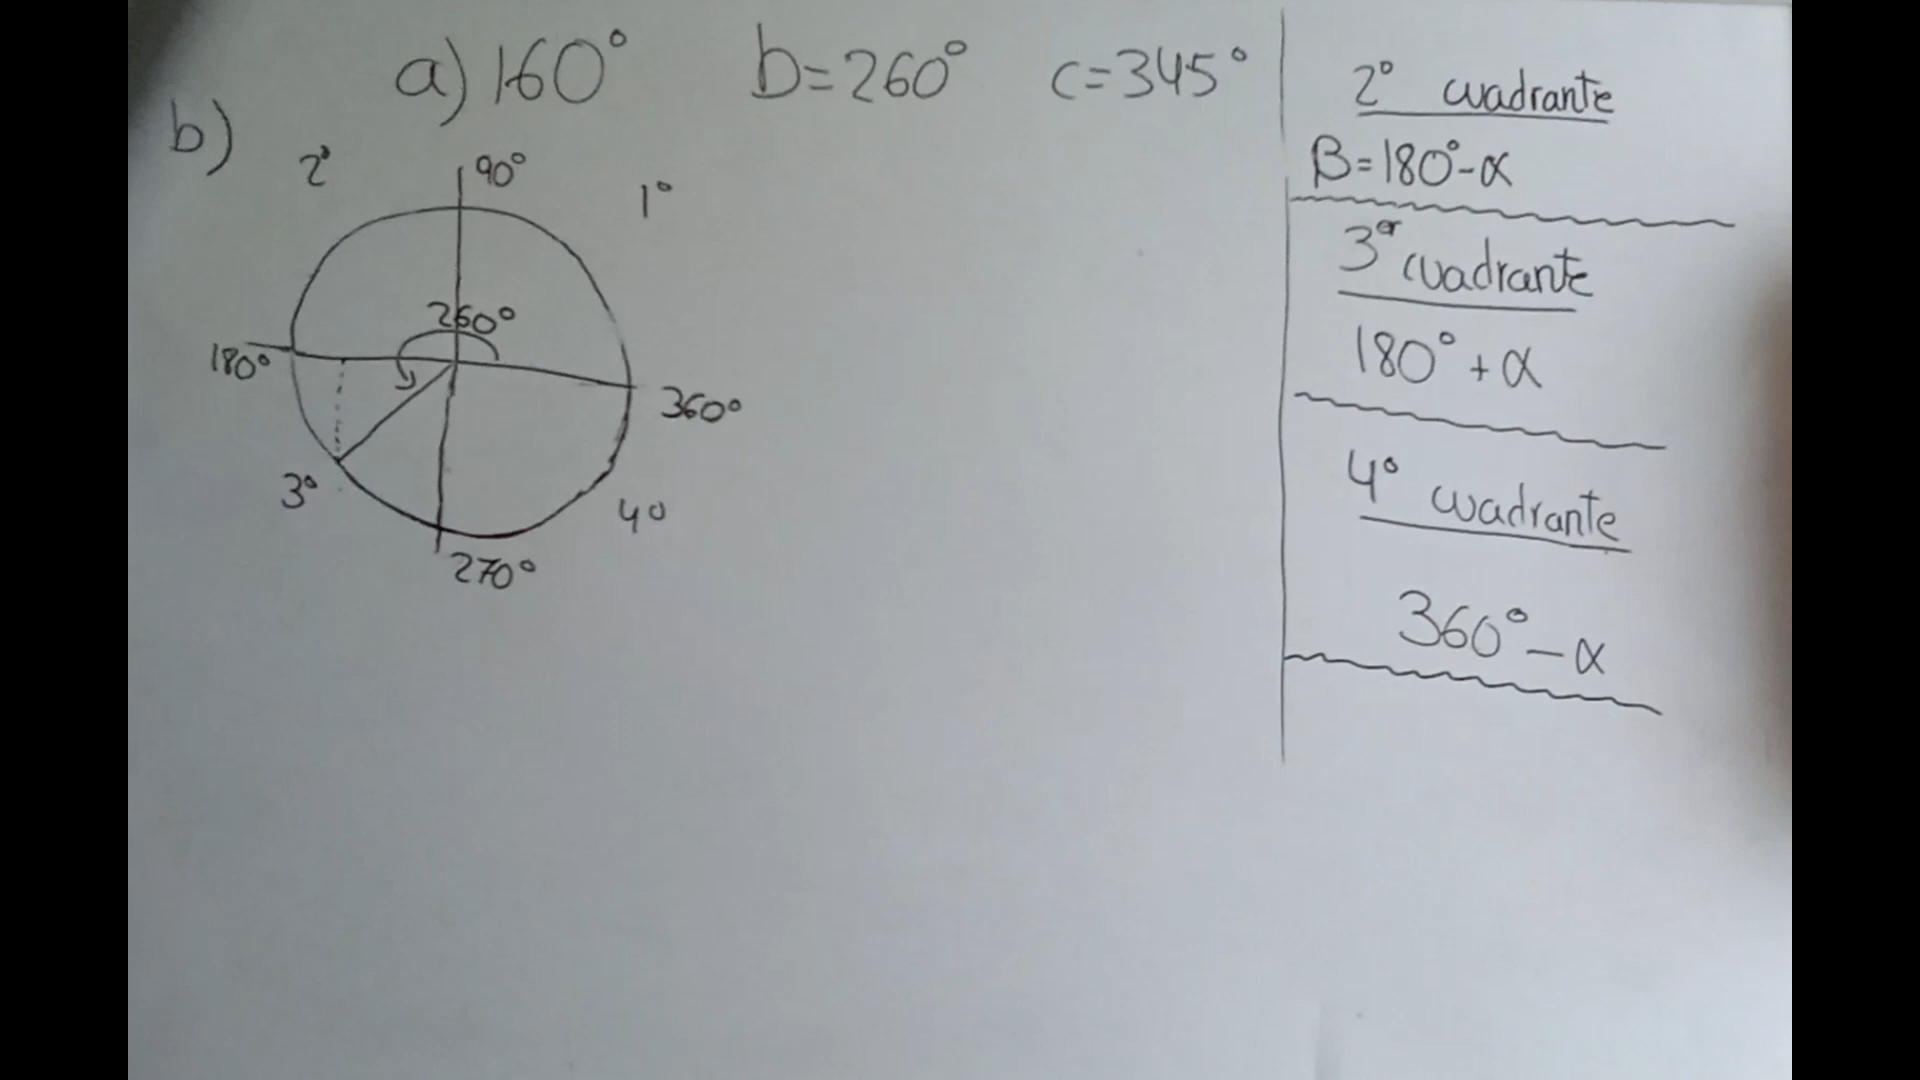 a) 160° b=260° c=345°
b)
2°
90°
1°
260°
180°
360°
3°
4°
270°
2° cuadrante
β=180°-α
3er cuadrante
180°+α
4° cuadrante
360°-α